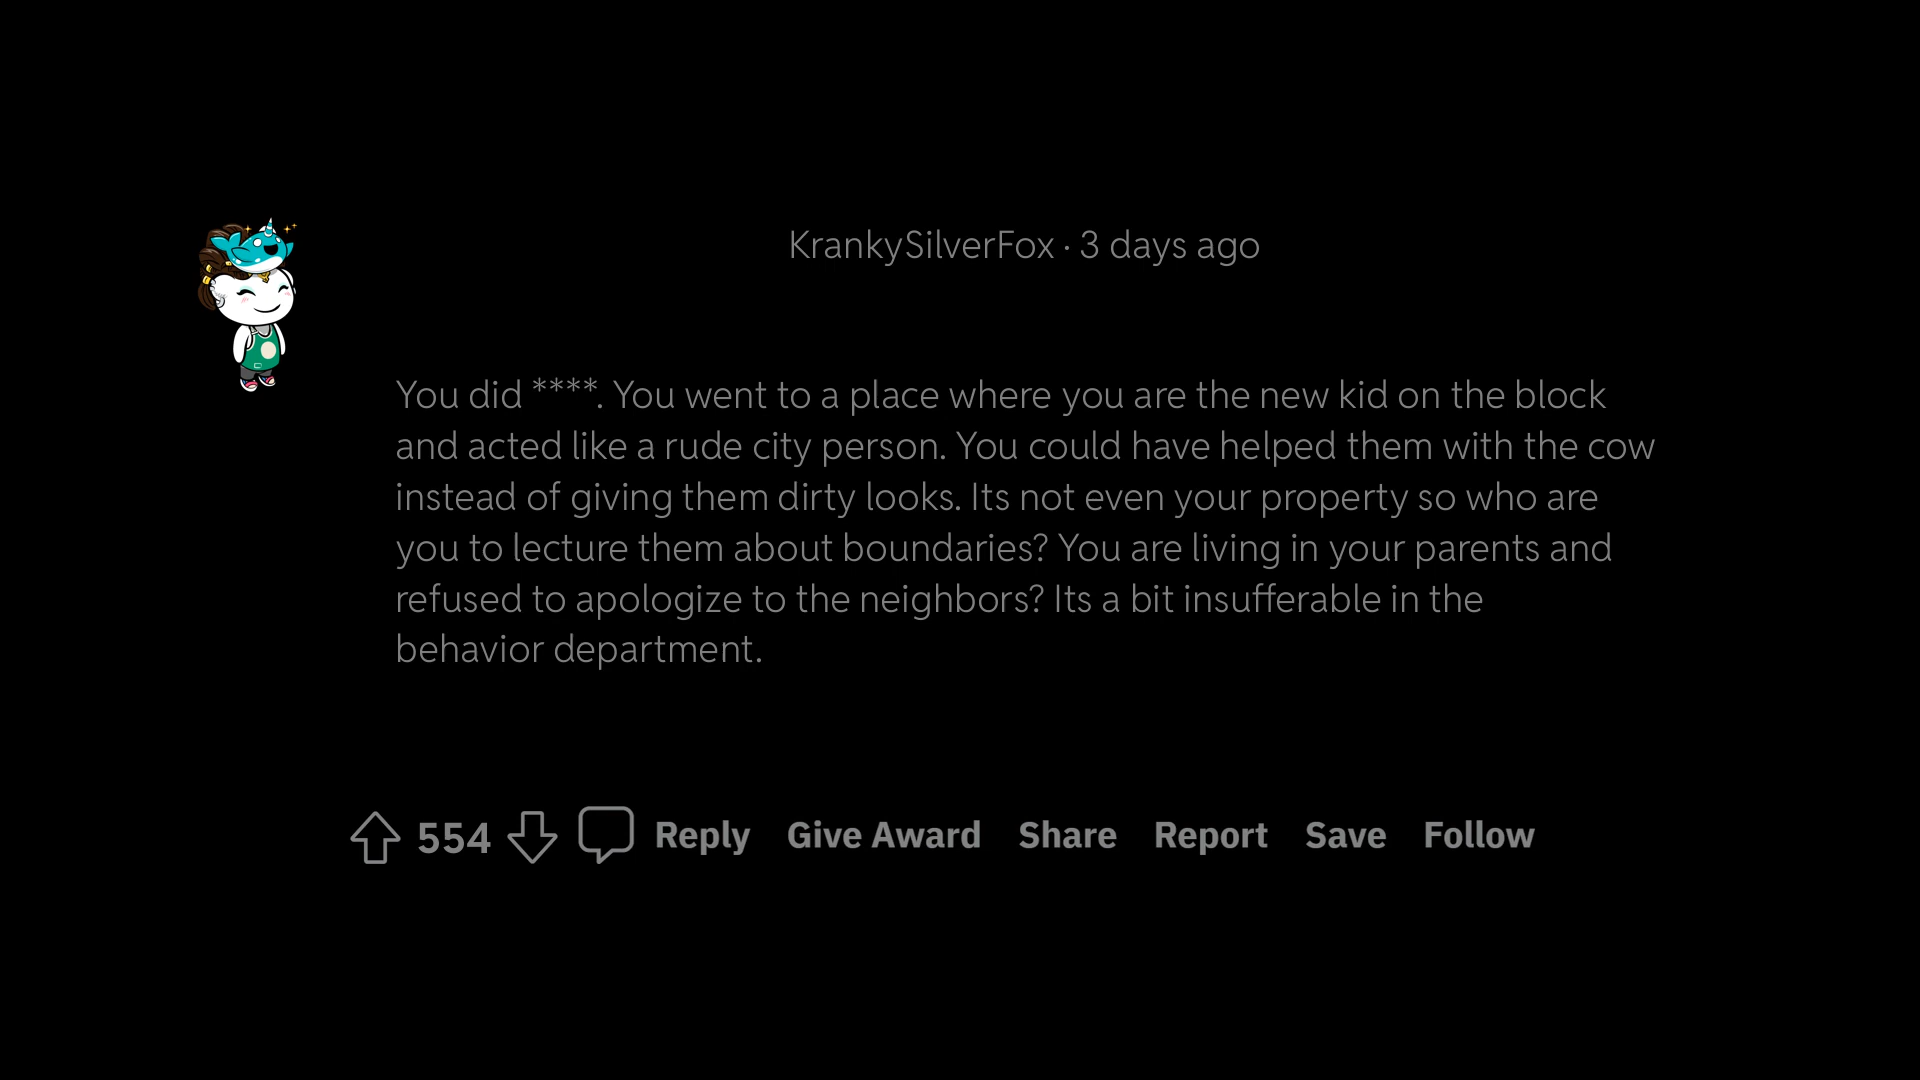 KrankySilverFox · 3 days ago
You did ****. You went to a place where you are the new kid on the block
and acted like a rude city person. You could have helped them with the cow
instead of giving them dirty looks. Its not even your property so who are
you to lecture them about boundaries? You are living in your parents and
refused to apologize to the neighbors? Its a bit insufferable in the
behavior department.
554 Reply Give Award Share Report Save Follow